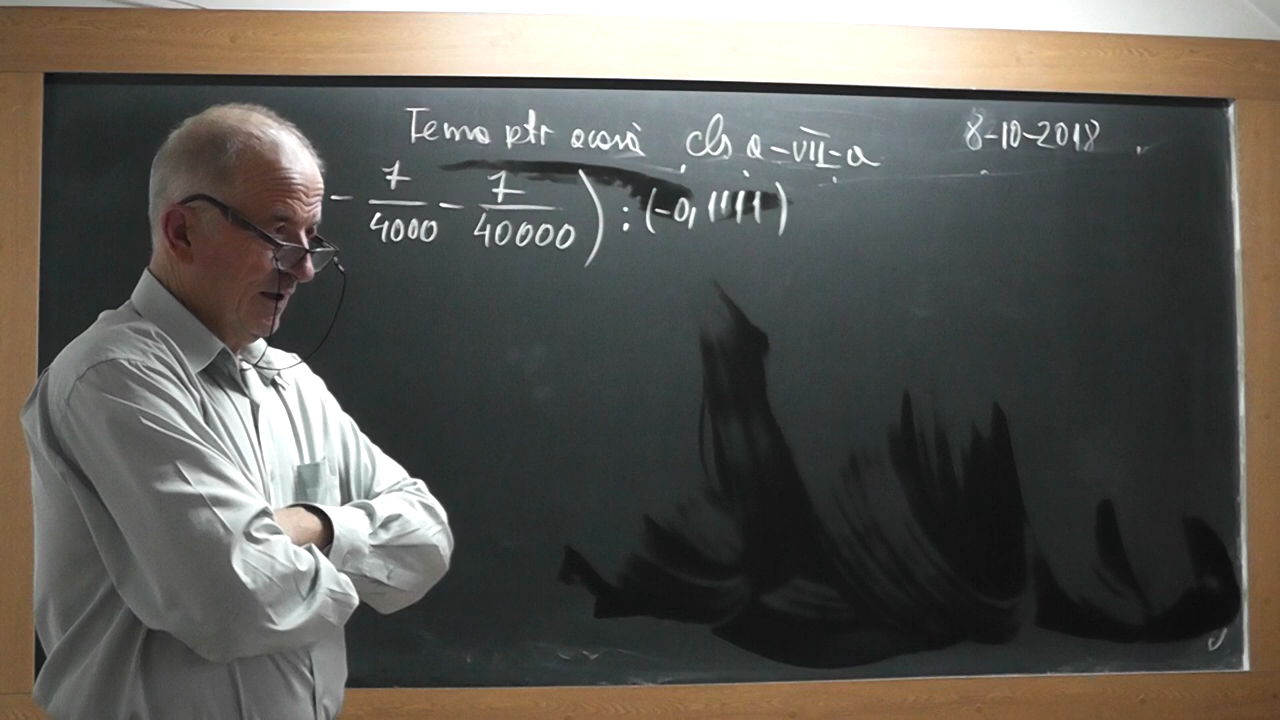 Tema ptr acasă cls a-VII-a 8-10-2018
- 7/4000 - 7/40000) : (-0,1111)